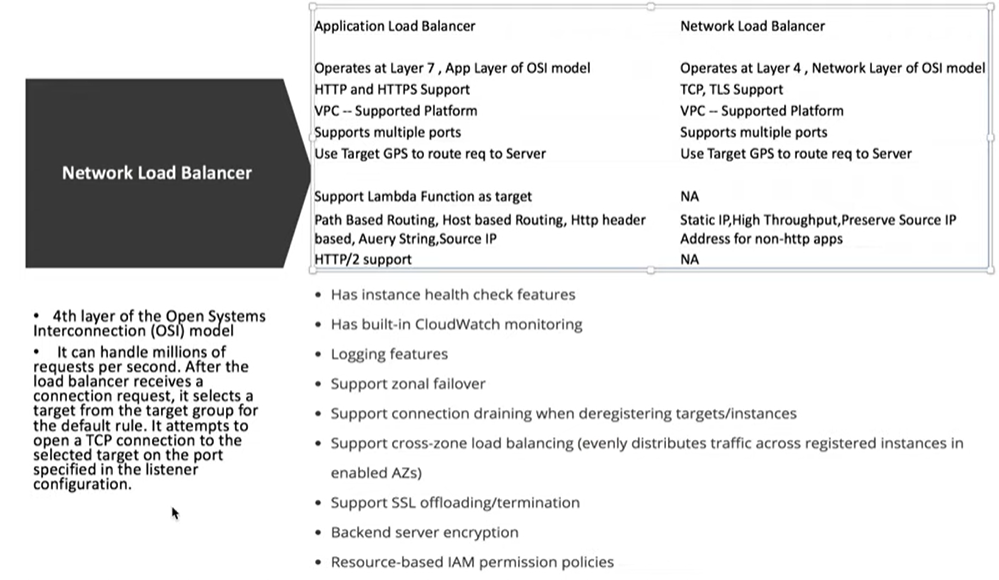 Application Load Balancer
Network Load Balancer
Operates at Layer 7 , App Layer of OSI model
Operates at Layer 4 , Network Layer of OSI model
HTTP and HTTPS Support
TCP, TLS Support
VPC -- Supported Platform
VPC -- Supported Platform
Supports multiple ports
Supports multiple ports
Use Target GPS to route req to Server
Use Target GPS to route req to Server
Support Lambda Function as target
NA
Path Based Routing, Host based Routing, Http header
based, Auery String,Source IP
Static IP,High Throughput,Preserve Source IP
Address for non-http apps
HTTP/2 support
NA
Network Load Balancer
• 4th layer of the Open Systems
Interconnection (OSI) model
• It can handle millions of
requests per second. After the
load balancer receives a
connection request, it selects a
target from the target group for
the default rule. It attempts to
open a TCP connection to the
selected target on the port
specified in the listener
configuration.
• Has instance health check features
• Has built-in CloudWatch monitoring
• Logging features
• Support zonal failover
• Support connection draining when deregistering targets/instances
• Support cross-zone load balancing (evenly distributes traffic across registered instances in
enabled AZs)
• Support SSL offloading/termination
• Backend server encryption
• Resource-based IAM permission policies